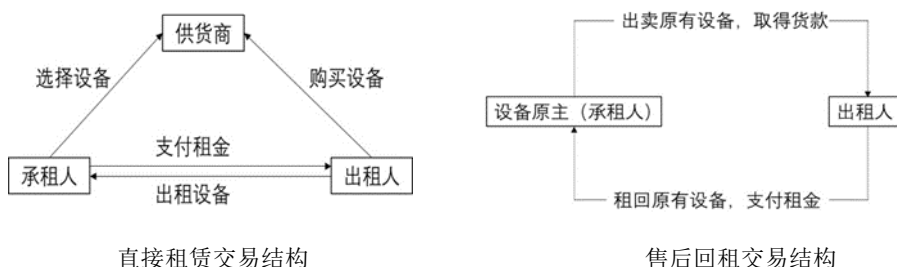 供货商
选择设备
购买设备
支付租金
承租人
出租人
出租设备
直接租赁交易结构
出卖原有设备，取得货款
设备原主（承租人）
出租人
租回原有设备，支付租金
售后回租交易结构